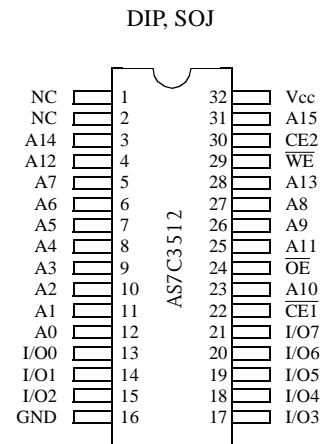 DIP, SOJ
NC 1 32 Vcc
NC 2 31 A15
A14 3 30 CE2
A12 4 29 W̅E̅
A7 5 28 A13
A6 6 27 A8
A5 7 26 A9
A4 8 25 A11
A3 9 24 O̅E̅
A2 10 23 A10
A1 11 22 C̅E̅1̅
A0 12 21 I/O7
I/O0 13 20 I/O6
I/O1 14 19 I/O5
I/O2 15 18 I/O4
GND 16 17 I/O3
AS7C3512